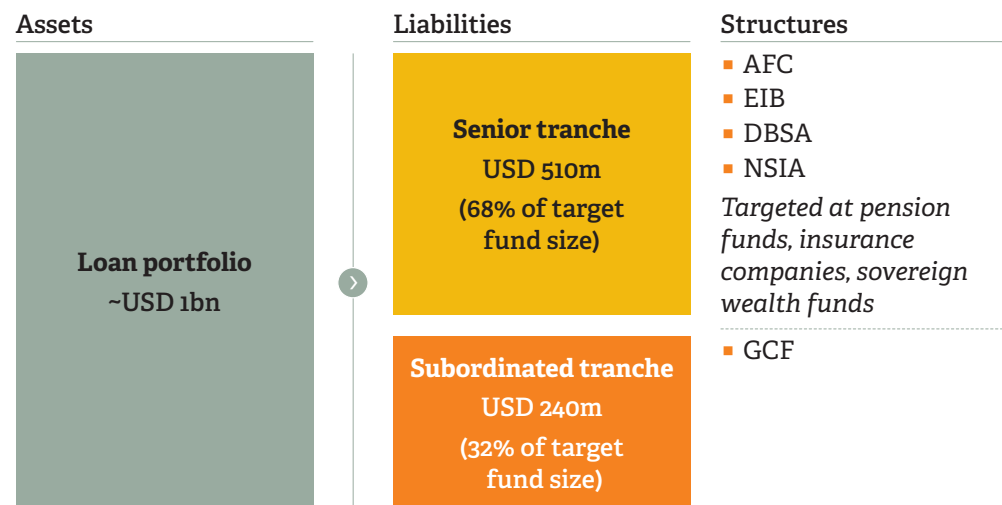 Assets
Loan portfolio
~USD 1bn
Liabilities
Senior tranche
USD 510m
(68% of target
fund size)
Subordinated tranche
USD 240m
(32% of target
fund size)
Structures
AFC
EIB
DBSA
NSIA
Targeted at pension
funds, insurance
companies, sovereign
wealth funds
GCF